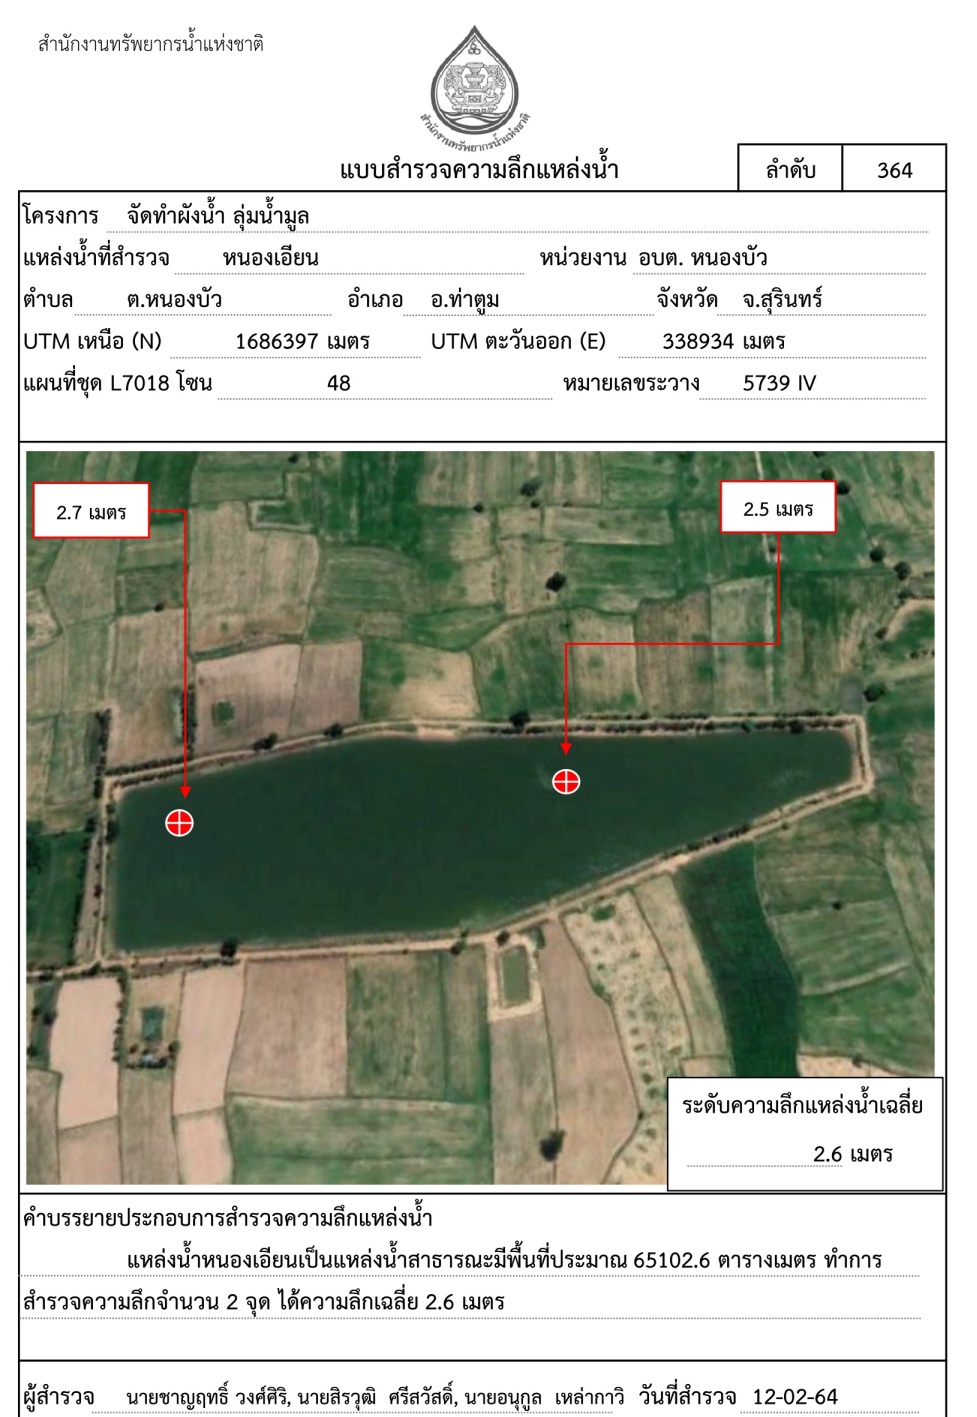 สำนักงานทรัพยากรน้ำแห่งชาติ
สำนักงานทรัพยากรน้ำแห่งชาติ
แบบสำรวจความลึกแหล่งน้ำ
ลำดับ 364
โครงการ จัดทำผังน้ำ ลุ่มน้ำมูล
แหล่งน้ำที่สำรวจ หนองเอียน หน่วยงาน อบต. หนองบัว
ตำบล ต.หนองบัว อำเภอ อ.ท่าตูม จังหวัด จ.สุรินทร์
UTM เหนือ (N) 1686397 เมตร UTM ตะวันออก (E) 338934 เมตร
แผนที่ชุด L7018 โซน 48 หมายเลขระวาง 5739 IV
2.7 เมตร
2.5 เมตร
ระดับความลึกแหล่งน้ำเฉลี่ย
2.6 เมตร
คำบรรยายประกอบการสำรวจความลึกแหล่งน้ำ
แหล่งน้ำหนองเอียนเป็นแหล่งน้ำสาธารณะมีพื้นที่ประมาณ 65102.6 ตารางเมตร ทำการ
สำรวจความลึกจำนวน 2 จุด ได้ความลึกเฉลี่ย 2.6 เมตร
ผู้สำรวจ นายชาญฤทธิ์ วงศ์ศิริ, นายสิรวุฒิ ศรีสวัสดิ์, นายอนุกูล เหล่ากาวิ วันที่สำรวจ 12-02-64